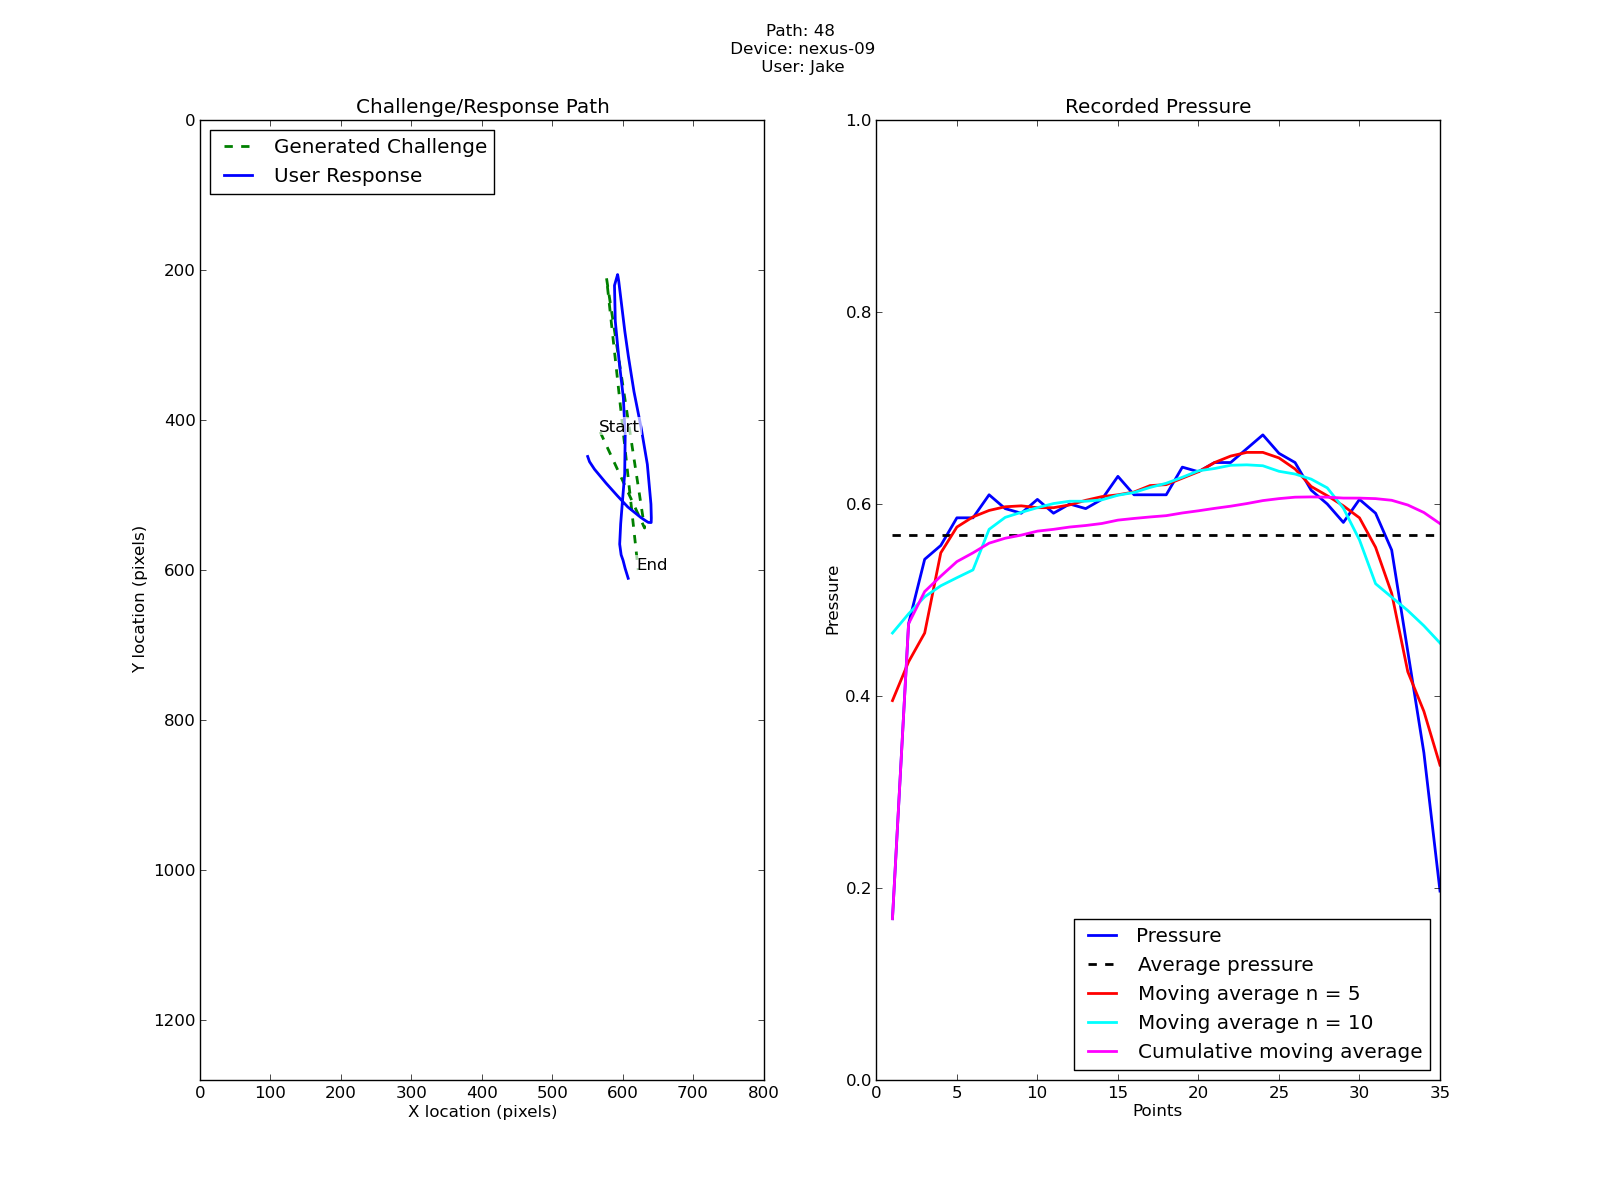 Path: 48
Device: nexus-09
User: Jake
Challenge/Response Path
Generated Challenge
User Response
Start
End
0
200
400
600
800
1000
1200
Y location (pixels)
0 100 200 300 400 500 600 700 800
X location (pixels)
Recorded Pressure
1.0
0.8
0.6
0.4
0.2
0.0
Pressure
Pressure
Average pressure
Moving average n = 5
Moving average n = 10
Cumulative moving average
0 5 10 15 20 25 30 35
Points